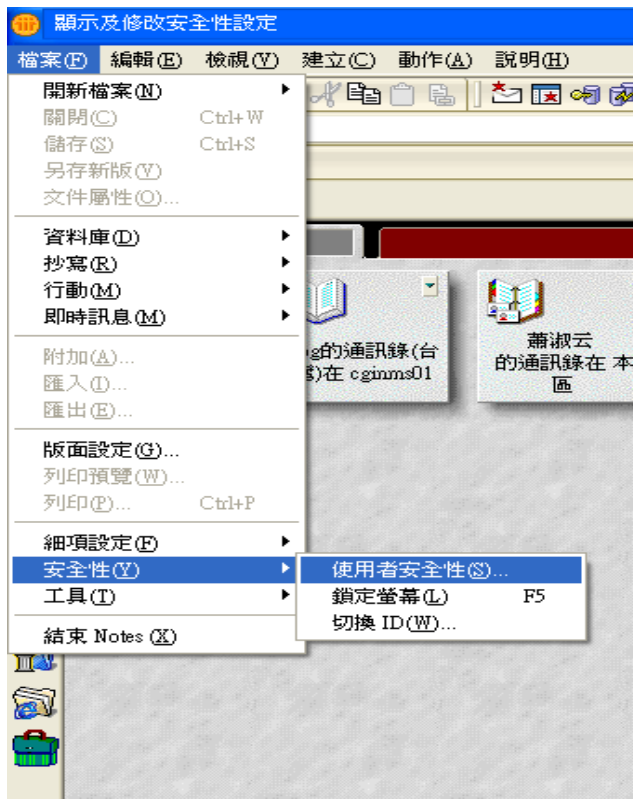 顯示及修改安全性設定
檔案(F) 編輯(E) 檢視(V) 建立(C) 動作(A) 說明(H)
開新檔案(N)
關閉(C) Ctrl+W
儲存(S) Ctrl+S
另存新版(V)
文件屬性(O)...
資料庫(D)
抄寫(R)
行動(M)
即時訊息(M)
附加(A)...
匯入(I)...
匯出(E)...
版面設定(G)...
列印預覽(W)...
列印(P)... Ctrl+P
細項設定(F)
安全性(Y)
工具(T)
結束 Notes (X)
使用者安全性(S)...
鎖定螢幕(L) F5
切換 ID(W)...
g的通訊錄(台
)在 cginms01
蕭淑云
的通訊錄在 本
區